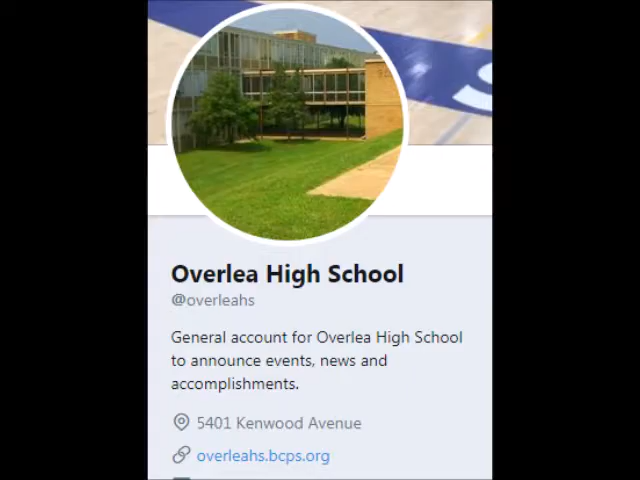 Overlea High School
@overleahs
General account for Overlea High School
to announce events, news and
accomplishments.
5401 Kenwood Avenue
overleahs.bcps.org